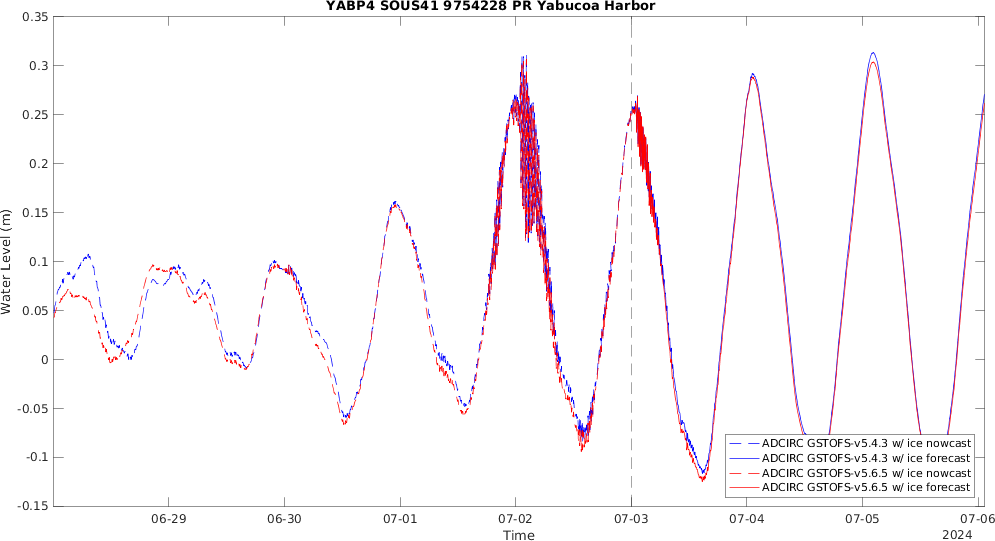 YABP4 SOUS41 9754228 PR Yabucoa Harbor
0.35
0.3
0.25
0.2
0.15
0.1
0.05
0
-0.05
-0.1
-0.15
Water Level (m)
ADCIRC GSTOFS-v5.4.3 w/ ice nowcast
ADCIRC GSTOFS-v5.4.3 w/ ice forecast
ADCIRC GSTOFS-v5.6.5 w/ ice nowcast
ADCIRC GSTOFS-v5.6.5 w/ ice forecast
06-29 06-30 07-01 07-02 07-03 07-04 07-05 07-06
Time
2024